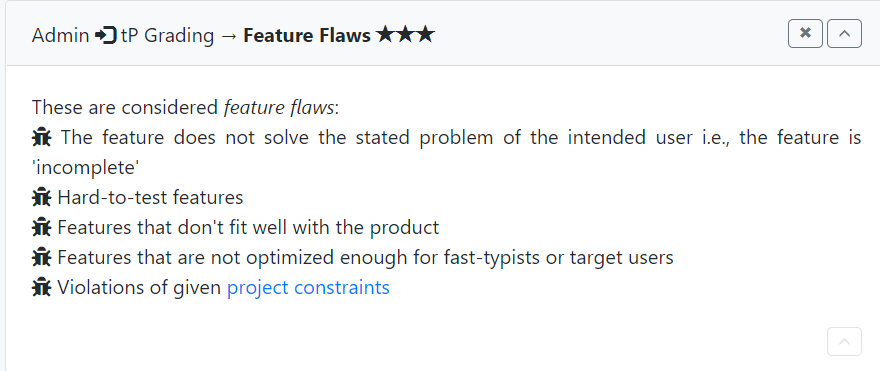 Admin tP Grading → Feature Flaws ★★★
These are considered feature flaws:
The feature does not solve the stated problem of the intended user i.e., the feature is
'incomplete'
Hard-to-test features
Features that don't fit well with the product
Features that are not optimized enough for fast-typists or target users
Violations of given project constraints